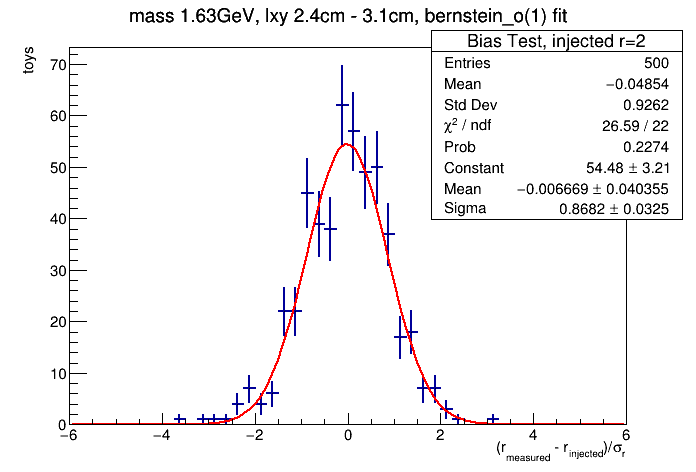 mass 1.63GeV, lxy 2.4cm - 3.1cm, bernstein_o(1) fit
toys
Bias Test, injected r=2
Entries 500
Mean −0.04854
Std Dev 0.9262
χ² / ndf 26.59 / 22
Prob 0.2274
Constant 54.48 ± 3.21
Mean −0.006669 ± 0.040355
Sigma 0.8682 ± 0.0325
70
60
50
40
30
20
10
0
−6 −4 −2 0 2 4 6
(r_measured - r_injected)/σ_r